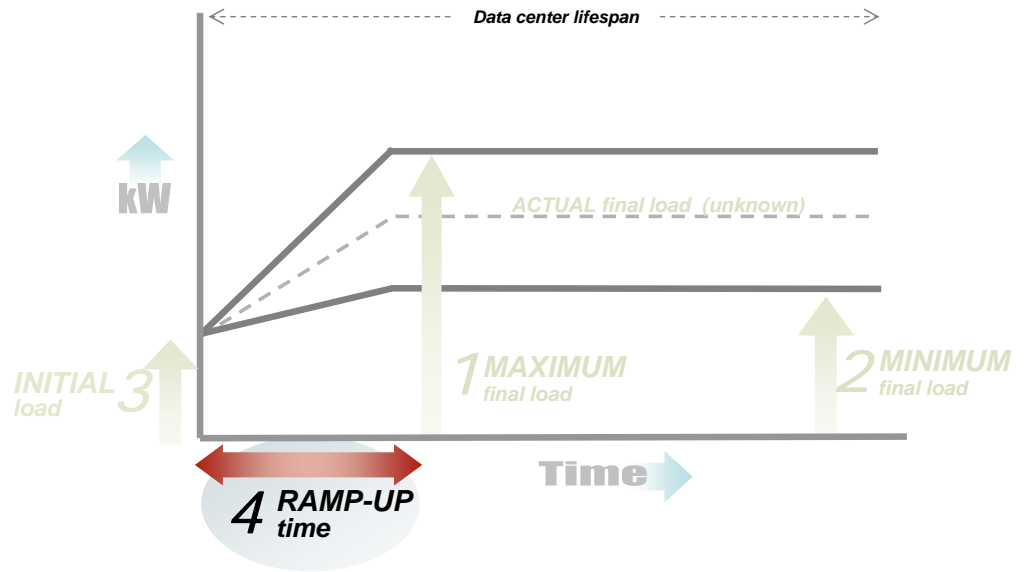 Data center lifespan
kW
ACTUAL final load (unknown)
INITIAL
load
3
1 MAXIMUM
final load
2 MINIMUM
final load
Time
4 RAMP-UP
time